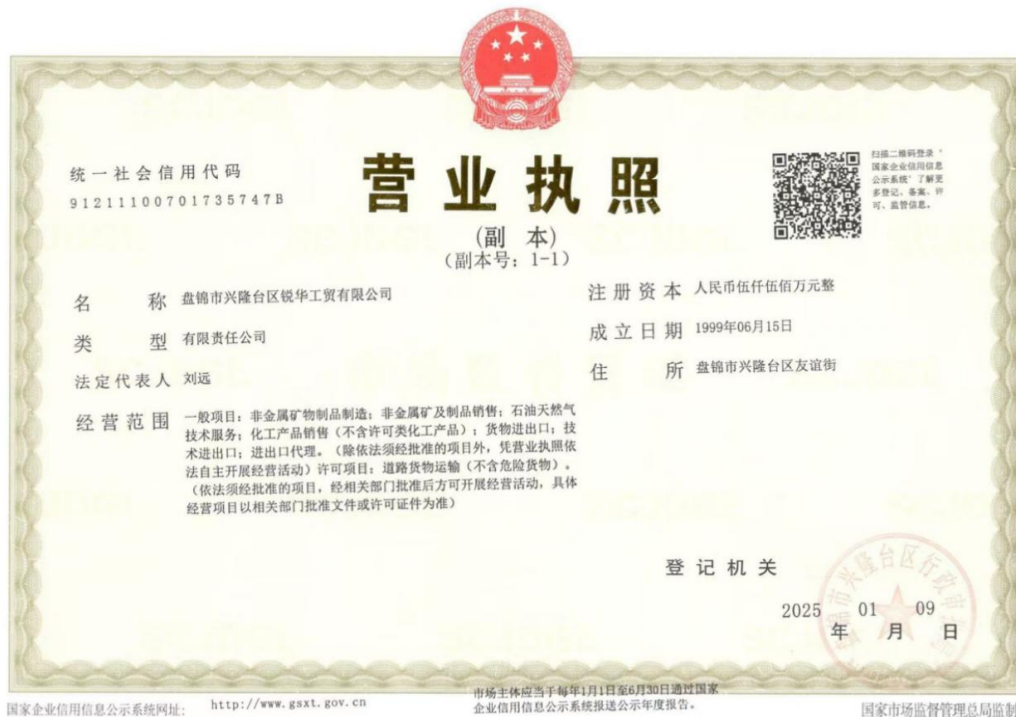 统一社会信用代码
91211100701735747B
营业执照
(副 本)
(副本号：1-1)
扫描二维码登录“
国家企业信用信息
公示系统”了解更
多登记、备案、许
可、监管信息。
名 称 盘锦市兴隆台区锐华工贸有限公司
类 型 有限责任公司
法定代表人 刘远
经营范围 一般项目：非金属矿物制品制造；非金属矿及制品销售；石油天然气
技术服务；化工产品销售（不含许可类化工产品）；货物进出口；技
术进出口；进出口代理。（除依法须经批准的项目外，凭营业执照依
法自主开展经营活动）许可项目：道路货物运输（不含危险货物）。
（依法须经批准的项目，经相关部门批准后方可开展经营活动，具体
经营项目以相关部门批准文件或许可证件为准）
注册资本 人民币伍仟伍佰万元整
成立日期 1999年06月15日
住 所 盘锦市兴隆台区友谊街
登记机关
2025 01 09
年 月 日
国家企业信用信息公示系统网址：
http://www.gsxt.gov.cn
市场主体应当于每年1月1日至6月30日通过国家
企业信用信息公示系统报送公示年度报告。
国家市场监督管理总局监制